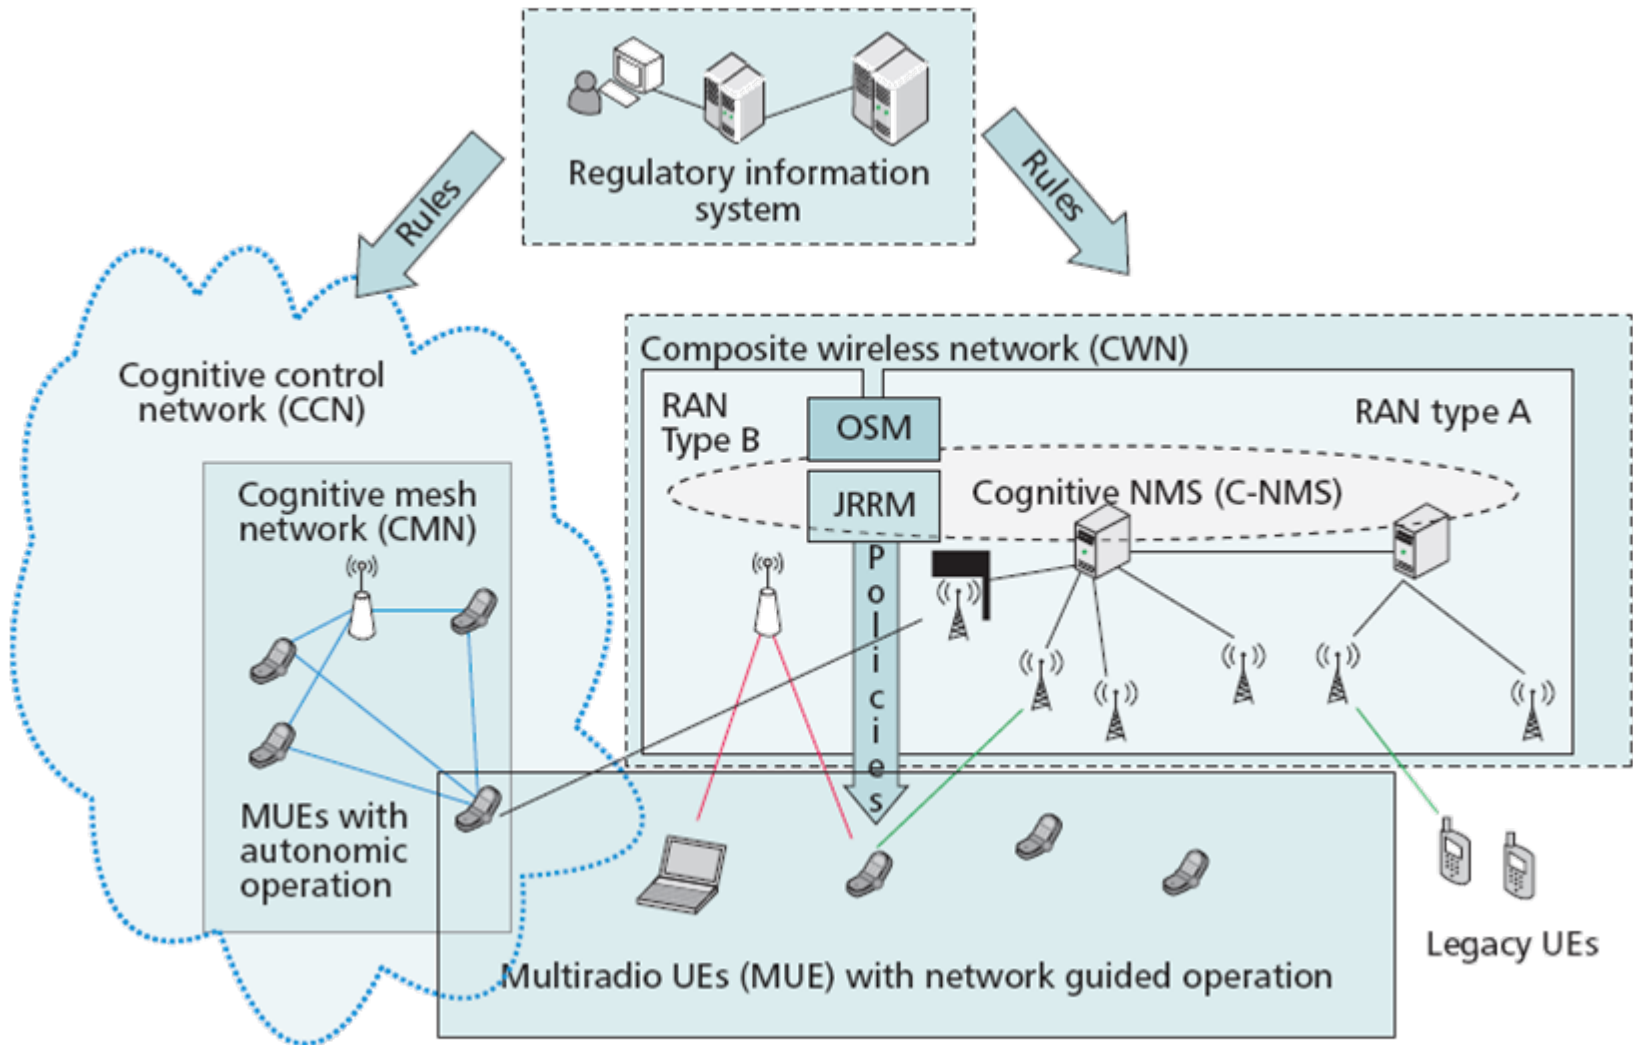 Regulatory information
system
Rules
Rules
Cognitive control
network (CCN)
Composite wireless network (CWN)
RAN
Type B
OSM
RAN type A
Cognitive mesh
network (CMN)
JRRM
Cognitive NMS (C-NMS)
Policies
MUEs with
autonomic
operation
Legacy UEs
Multiradio UEs (MUE) with network guided operation